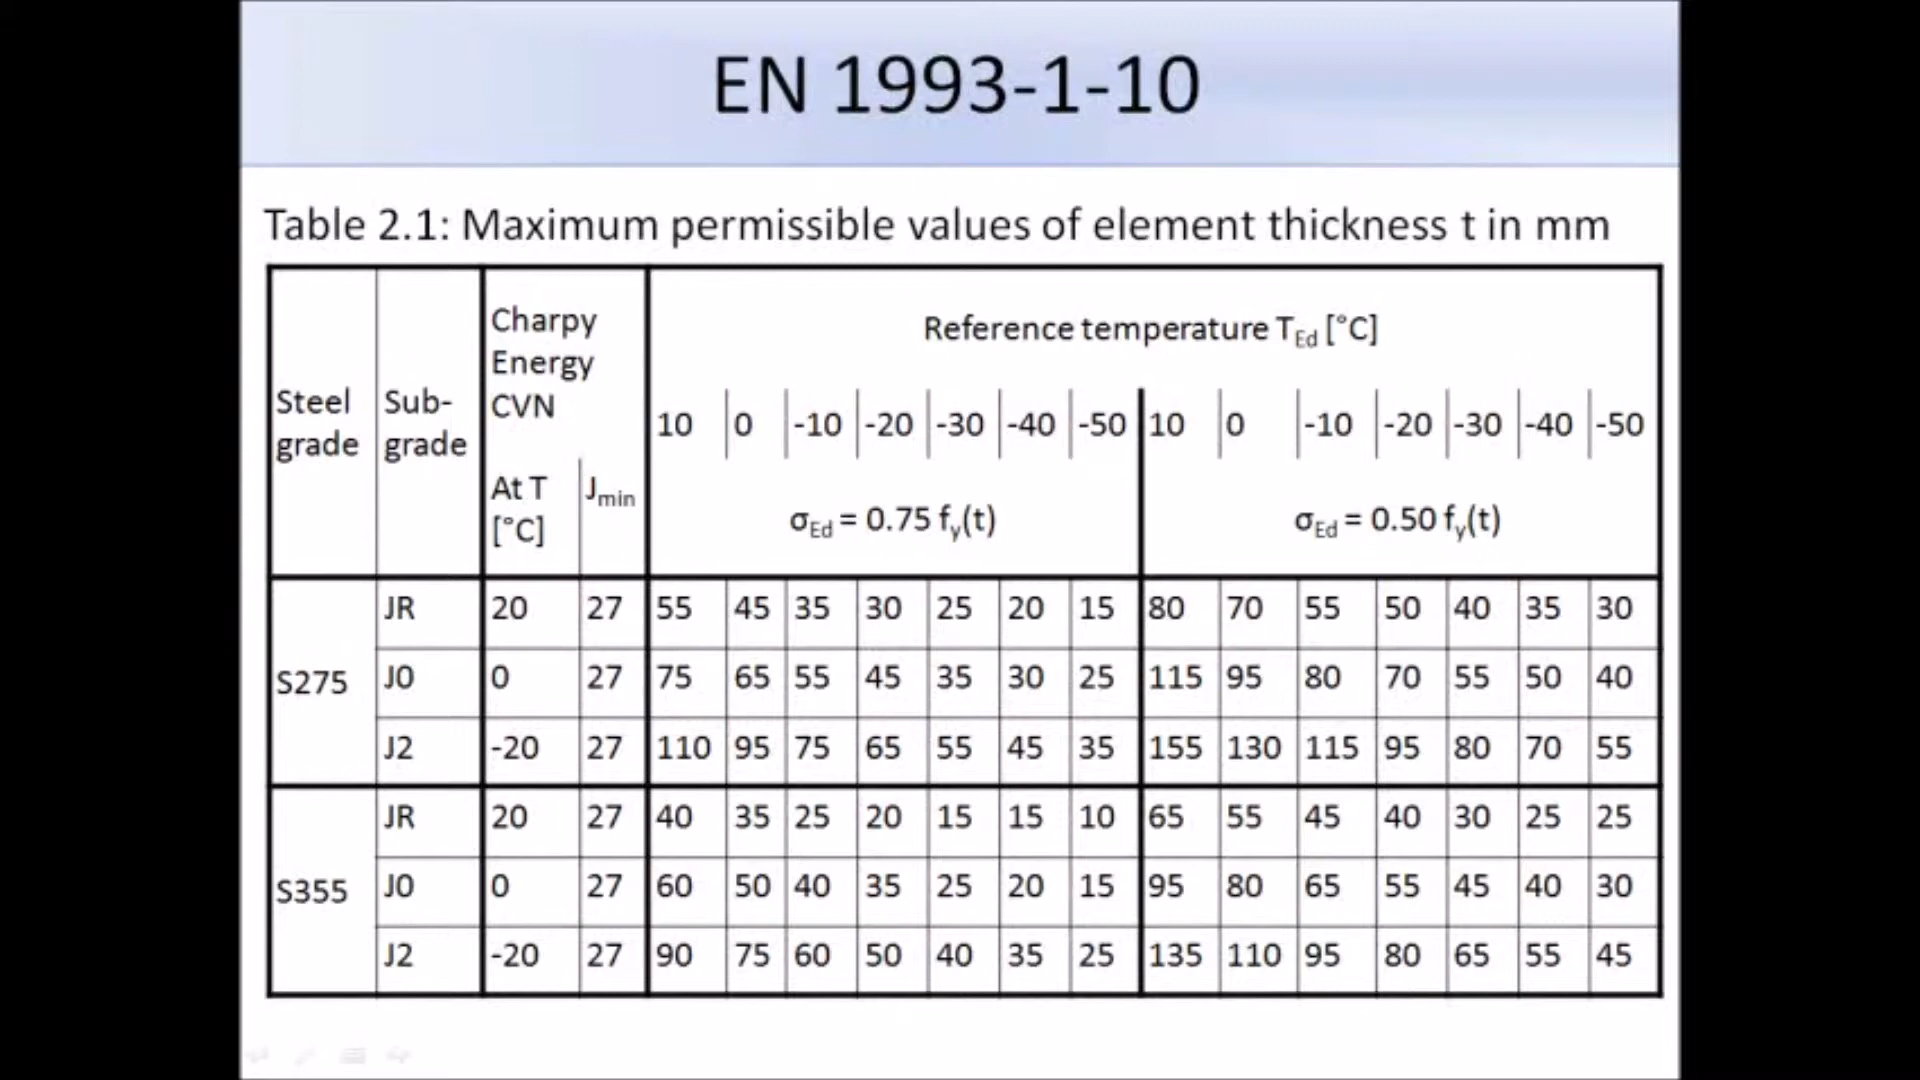 EN 1993-1-10
Table 2.1: Maximum permissible values of element thickness t in mm
Steel grade Sub-grade Charpy Energy CVN Reference temperature TEd [°C]
10 0 -10 -20 -30 -40 -50 10 0 -10 -20 -30 -40 -50
At T [°C] Jmin σEd = 0.75 fy(t) σEd = 0.50 fy(t)
S275 JR 20 27 55 45 35 30 25 20 15 80 70 55 50 40 35 30
J0 0 27 75 65 55 45 35 30 25 115 95 80 70 55 50 40
J2 -20 27 110 95 75 65 55 45 35 155 130 115 95 80 70 55
S355 JR 20 27 40 35 25 20 15 15 10 65 55 45 40 30 25 25
J0 0 27 60 50 40 35 25 20 15 95 80 65 55 45 40 30
J2 -20 27 90 75 60 50 40 35 25 135 110 95 80 65 55 45